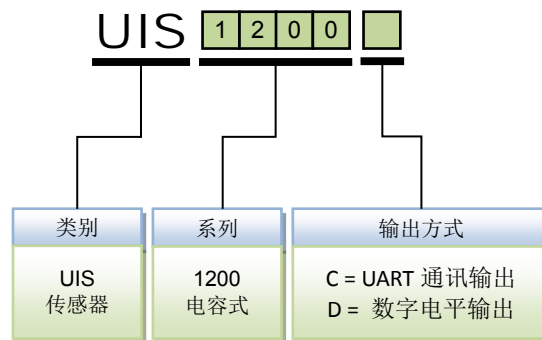 UIS 1 2 0 0
类别 系列 输出方式
UIS 1200 C = UART 通讯输出
传感器 电容式 D = 数字电平输出